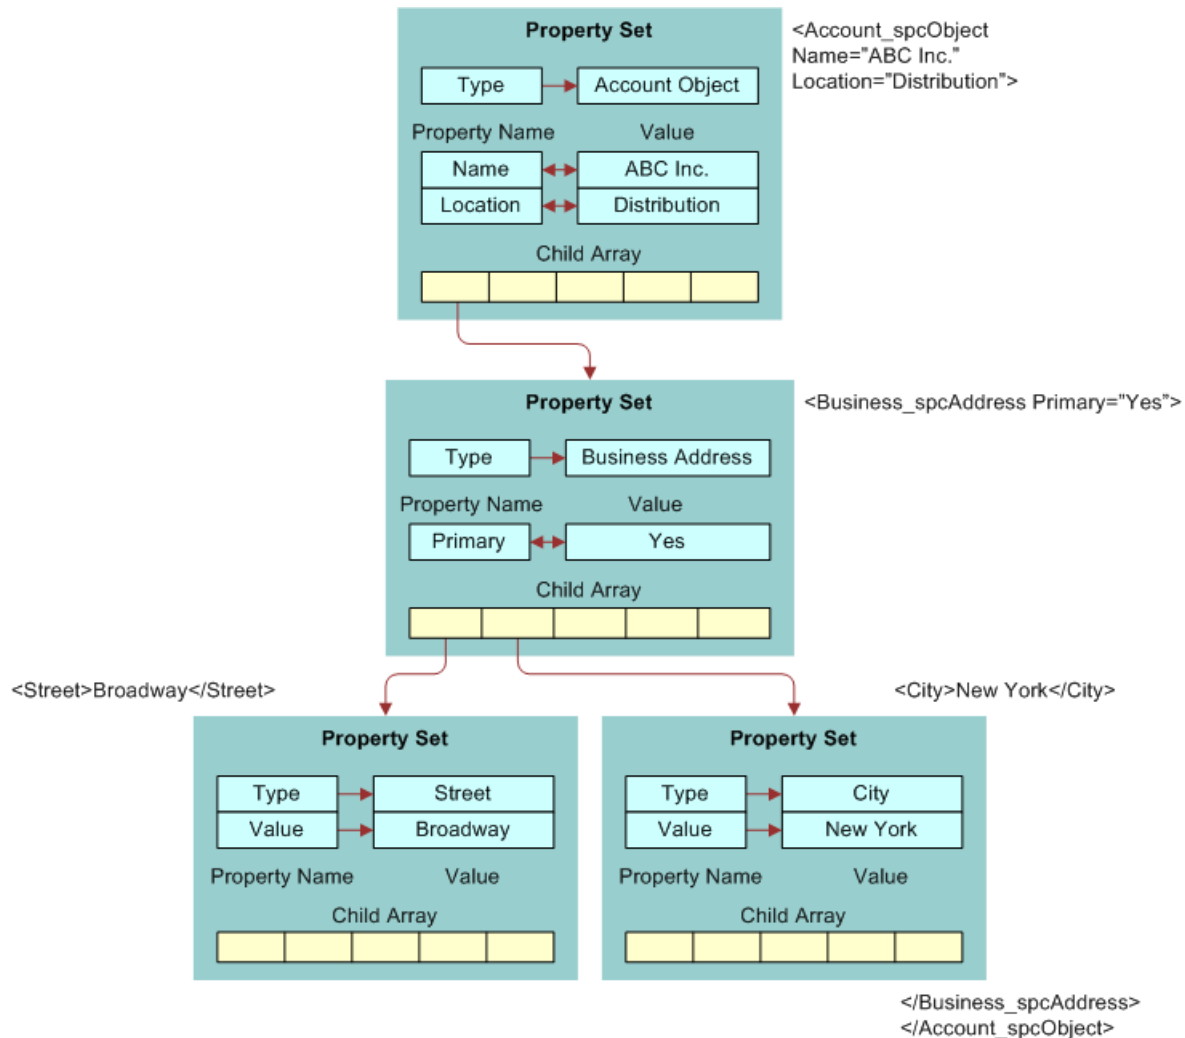 Property Set
<Account_spcObject
Name="ABC Inc."
Location="Distribution">
Type Account Object
Property Name Value
Name ABC Inc.
Location Distribution
Child Array
Property Set
<Business_spcAddress Primary="Yes">
Type Business Address
Property Name Value
Primary Yes
Child Array
<Street>Broadway</Street>
<City>New York</City>
Property Set
Type Street
Value Broadway
Property Name Value
Child Array
Property Set
Type City
Value New York
Property Name Value
Child Array
</Business_spcAddress>
</Account_spcObject>